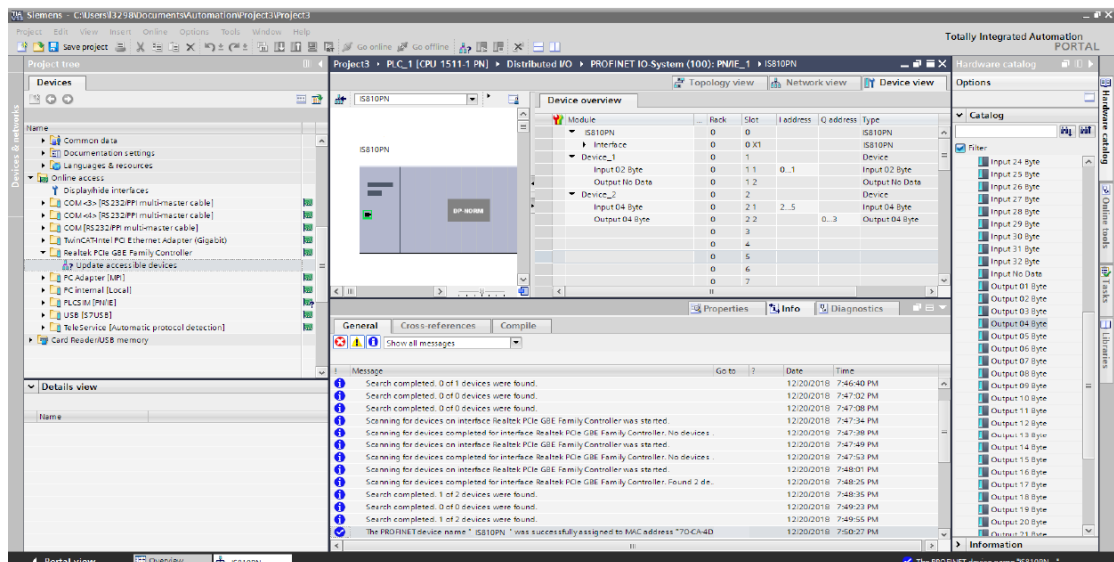 Siemens - C:\Users\13298\Documents\Automation\Project3\Project3
Project Edit View Insert Online Options Tools Window Help
Save project Go online Go offline
Totally Integrated Automation
PORTAL
Project tree
Devices
Name
Common data
Documentation settings
Languages & resources
Online access
Display/hide interfaces
COM <3> [RS232/PPI multi-master cable]
COM <4> [RS232/PPI multi-master cable]
COM [RS232/PPI multi-master cable]
TwinCAT-Intel PCI Ethernet Adapter (Gigabit)
Realtek PCIe GBE Family Controller
Update accessible devices
PC Adapter [MPI]
PC internal [Local]
PLCSIM [PN/IE]
USB [S7USB]
TeleService [Automatic protocol detection]
Card Reader/USB memory
Details view
Name
Devices & networks
Project3 PLC_1 [CPU 1511-1 PN] Distributed I/O PROFINET IO-System (100): PN/IE_1 IS810PN
Topology view Network view Device view
IS810PN
IS810PN
DP-NORM
Device overview
Module ... Rack Slot I address Q address Type
IS810PN 0 0 IS810PN
Interface 0 0 X1 IS810PN
Device_1 0 1 Device
Input 02 Byte 0 1 1 0...1 Input 02 Byte
Output No Data 0 1 2 Output No Data
Device_2 0 2 Device
Input 04 Byte 0 2 1 2...5 Input 04 Byte
Output 04 Byte 0 2 2 0...3 Output 04 Byte
0 3
0 4
0 5
0 6
0 7
Properties Info Diagnostics
General Cross-references Compile
Show all messages
! Message Go to ? Date Time
Search completed. 0 of 1 devices were found. 12/20/2018 7:46:40 PM
Search completed. 0 of 0 devices were found. 12/20/2018 7:47:02 PM
Search completed. 0 of 0 devices were found. 12/20/2018 7:47:08 PM
Scanning for devices on interface Realtek PCIe GBE Family Controller was started. 12/20/2018 7:47:34 PM
Scanning for devices completed for interface Realtek PCIe GBE Family Controller. No devices . 12/20/2018 7:47:38 PM
Scanning for devices on interface Realtek PCIe GBE Family Controller was started. 12/20/2018 7:47:49 PM
Scanning for devices completed for interface Realtek PCIe GBE Family Controller. No devices . 12/20/2018 7:47:53 PM
Scanning for devices on interface Realtek PCIe GBE Family Controller was started. 12/20/2018 7:48:01 PM
Scanning for devices completed for interface Realtek PCIe GBE Family Controller. Found 2 de.. 12/20/2018 7:48:25 PM
Search completed. 1 of 2 devices were found. 12/20/2018 7:48:35 PM
Search completed. 0 of 0 devices were found. 12/20/2018 7:49:23 PM
Search completed. 1 of 2 devices were found. 12/20/2018 7:49:55 PM
The PROFINET device name " IS810PN " was successfully assigned to MAC address "70-CA-4D 12/20/2018 7:50:27 PM
Hardware catalog
Options
Catalog
Filter
Input 24 Byte
Input 25 Byte
Input 26 Byte
Input 27 Byte
Input 28 Byte
Input 29 Byte
Input 30 Byte
Input 31 Byte
Input 32 Byte
Input No Data
Output 01 Byte
Output 02 Byte
Output 03 Byte
Output 04 Byte
Output 05 Byte
Output 06 Byte
Output 07 Byte
Output 08 Byte
Output 09 Byte
Output 10 Byte
Output 11 Byte
Output 12 Byte
Output 13 Byte
Output 14 Byte
Output 15 Byte
Output 16 Byte
Output 17 Byte
Output 18 Byte
Output 19 Byte
Output 20 Byte
Output 21 Byte
Information
Hardware catalog
Online tools
Tasks
Libraries
Portal view Overview IS810PN The PROFINET device name "IS810PN